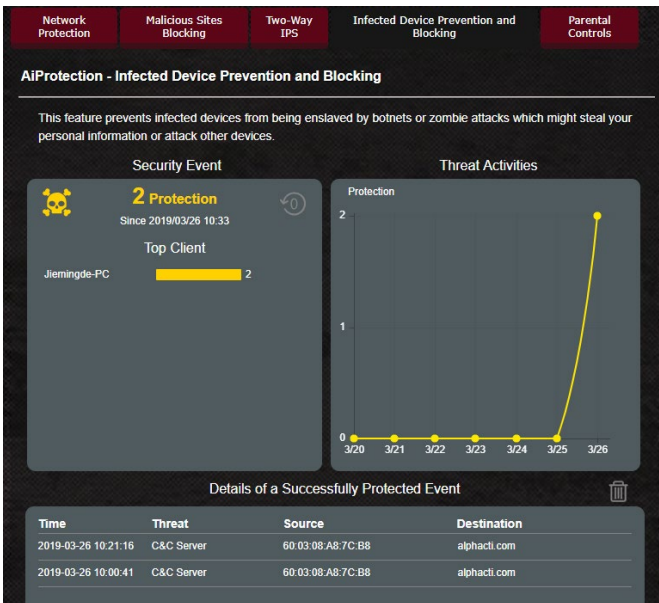 Network
Protection
Malicious Sites
Blocking
Two-Way
IPS
Infected Device Prevention and
Blocking
Parental
Controls
AiProtection - Infected Device Prevention and Blocking
This feature prevents infected devices from being enslaved by botnets or zombie attacks which might steal your
personal information or attack other devices.
Security Event
2 Protection
0
Since 2019/03/26 10:33
Top Client
Jiemingde-PC 2
Threat Activities
Protection
2
1
0
3/20 3/21 3/22 3/23 3/24 3/25 3/26
Details of a Successfully Protected Event
Time Threat Source Destination
2019-03-26 10:21:16 C&C Server 60:03:08:A8:7C:B8 alphacti.com
2019-03-26 10:00:41 C&C Server 60:03:08:A8:7C:B8 alphacti.com